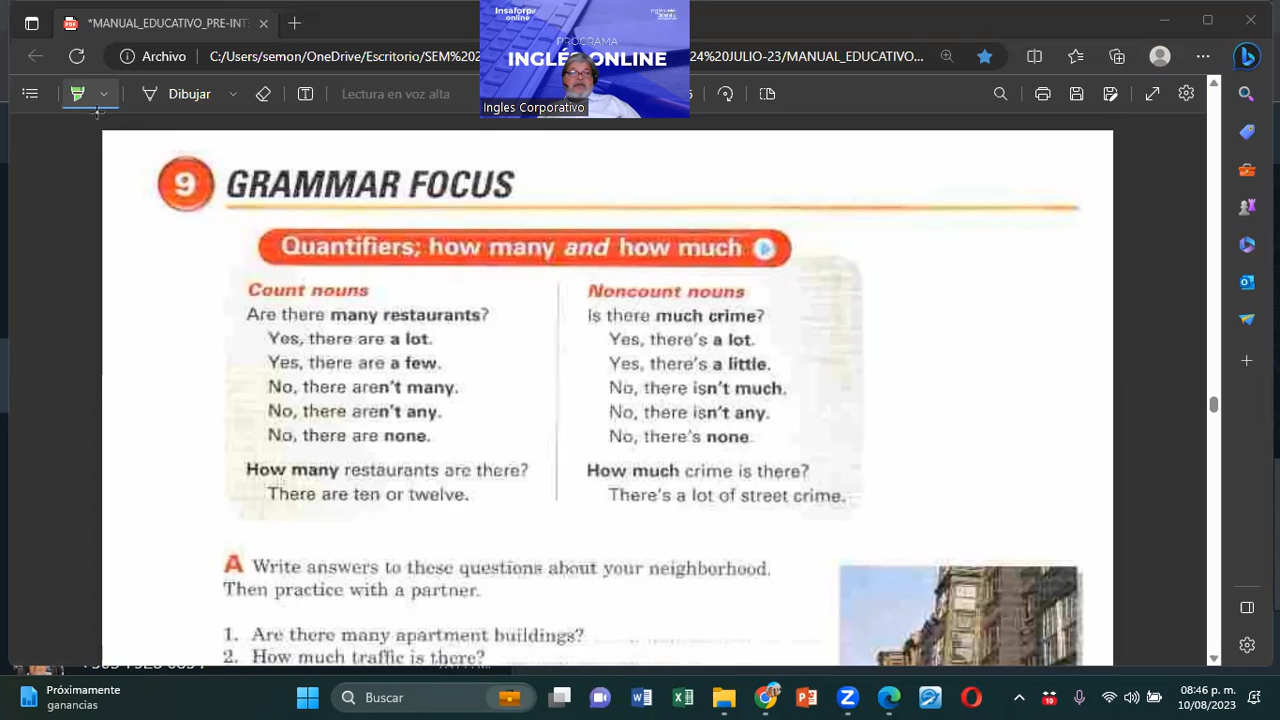 *MANUAL_EDUCATIVO_PRE-INT
Insaforp
online
PROGRAMA
INGLÉS ONLINE
Ingles Corporativo
Archivo
C:/Users/semon/OneDrive/Escritorio/SEM%202
24%20JULIO-23/MANUAL_EDUCATIVO...
Dibujar
Lectura en voz alta
9 GRAMMAR FOCUS
Quantifiers; how many and how much
Count nouns
Are there many restaurants?
Yes, there are a lot.
Yes, there are a few.
No, there aren't many.
No, there aren't any.
No, there are none.
How many restaurants are there?
There are ten or twelve.
Noncount nouns
Is there much crime?
Yes, there's a lot.
Yes, there's a little.
No, there isn't much.
No, there isn't any.
No, there's none.
How much crime is there?
There's a lot of street crime.
A Write answers to these questions about your neighborhood.
Then practice with a partner.
1. Are there many apartment buildings?
2. How much traffic is there?
Próximamente
ganancias
Buscar
08:46 p. m.
10/08/2023